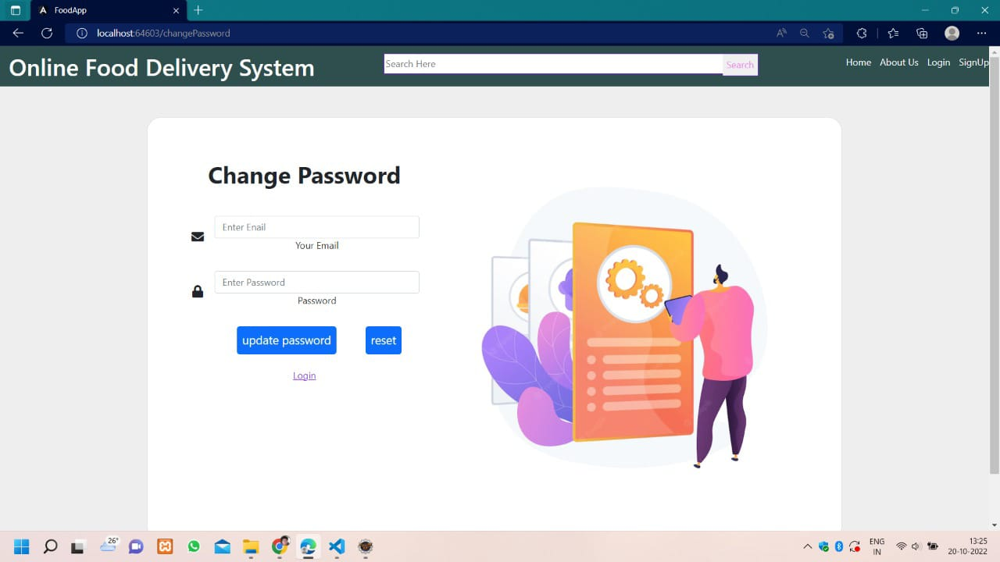 FoodApp
localhost:64603/changePassword
Online Food Delivery System
Search Here
Search
Home About Us Login SignUp
Change Password
Enter Enail
Your Email
Enter Password
Password
update password reset
Login
26°
ENG
IN
13:25
20-10-2022